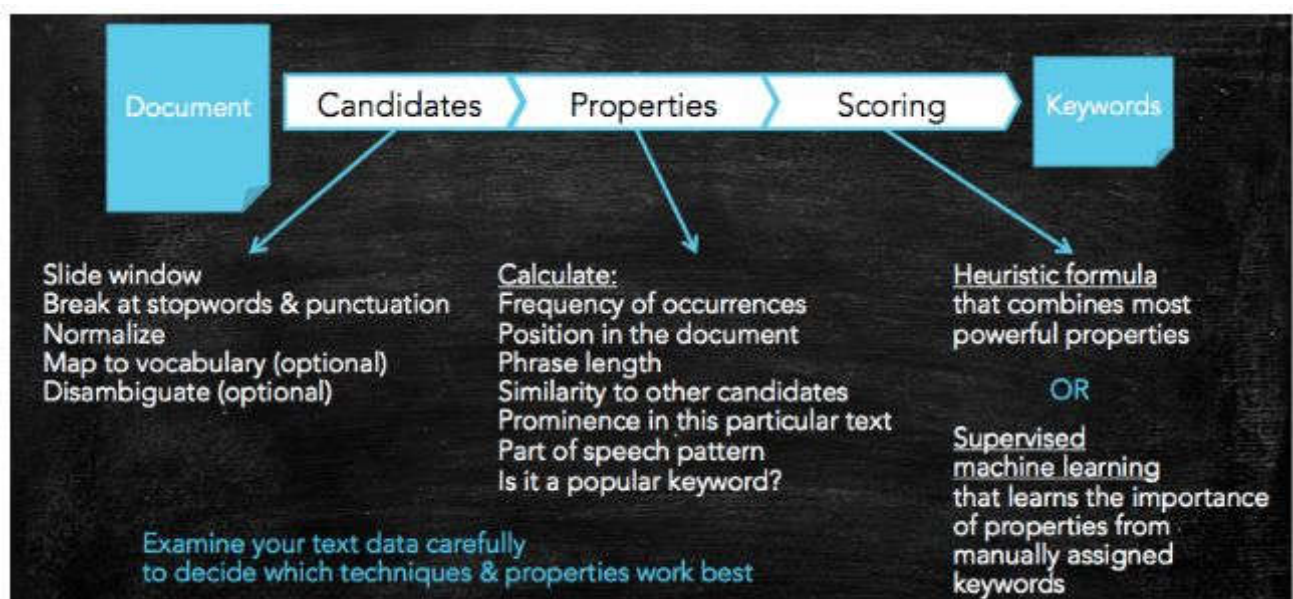 Document
Candidates
Properties
Scoring
Keywords
Slide window
Break at stopwords & punctuation
Normalize
Map to vocabulary (optional)
Disambiguate (optional)
Calculate:
Frequency of occurrences
Position in the document
Phrase length
Similarity to other candidates
Prominence in this particular text
Part of speech pattern
Is it a popular keyword?
Heuristic formula
that combines most
powerful properties
OR
Supervised
machine learning
that learns the importance
of properties from
manually assigned
keywords
Examine your text data carefully
to decide which techniques & properties work best